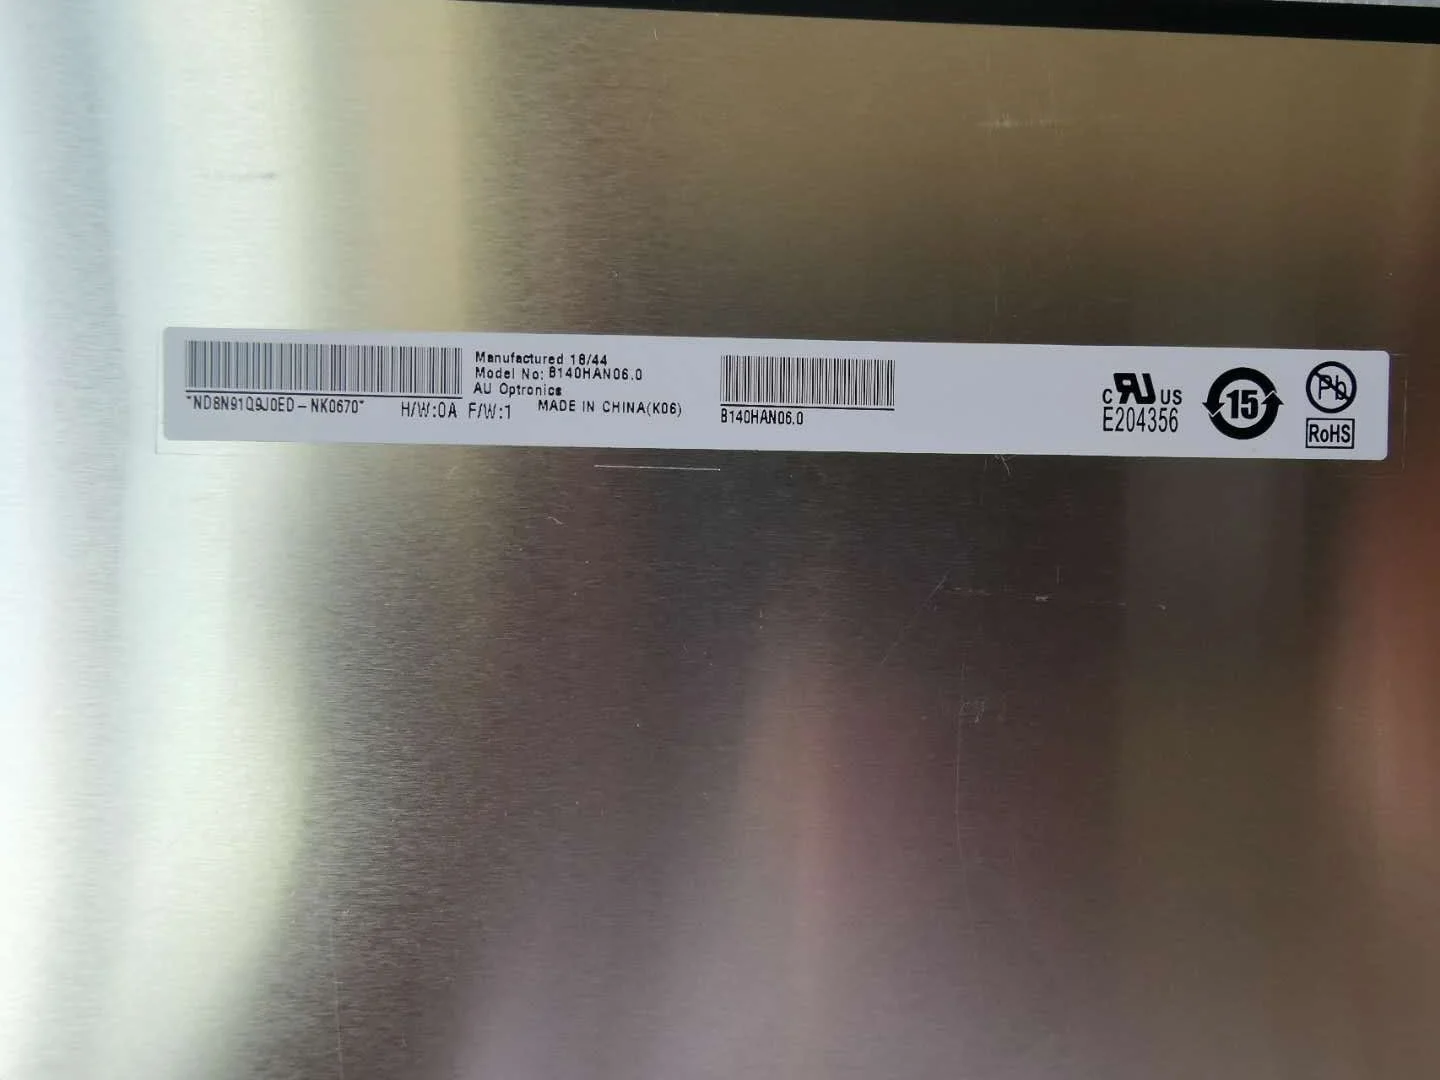 "ND8N91Q9J0ED-NK0670"
H/W:0A F/W:1
Manufactured 18/44
Model No: B140HAN06.0
AU Optronics
MADE IN CHINA(K06)
B140HAN06.0
c RU US
E204356
15
Pb
RoHS